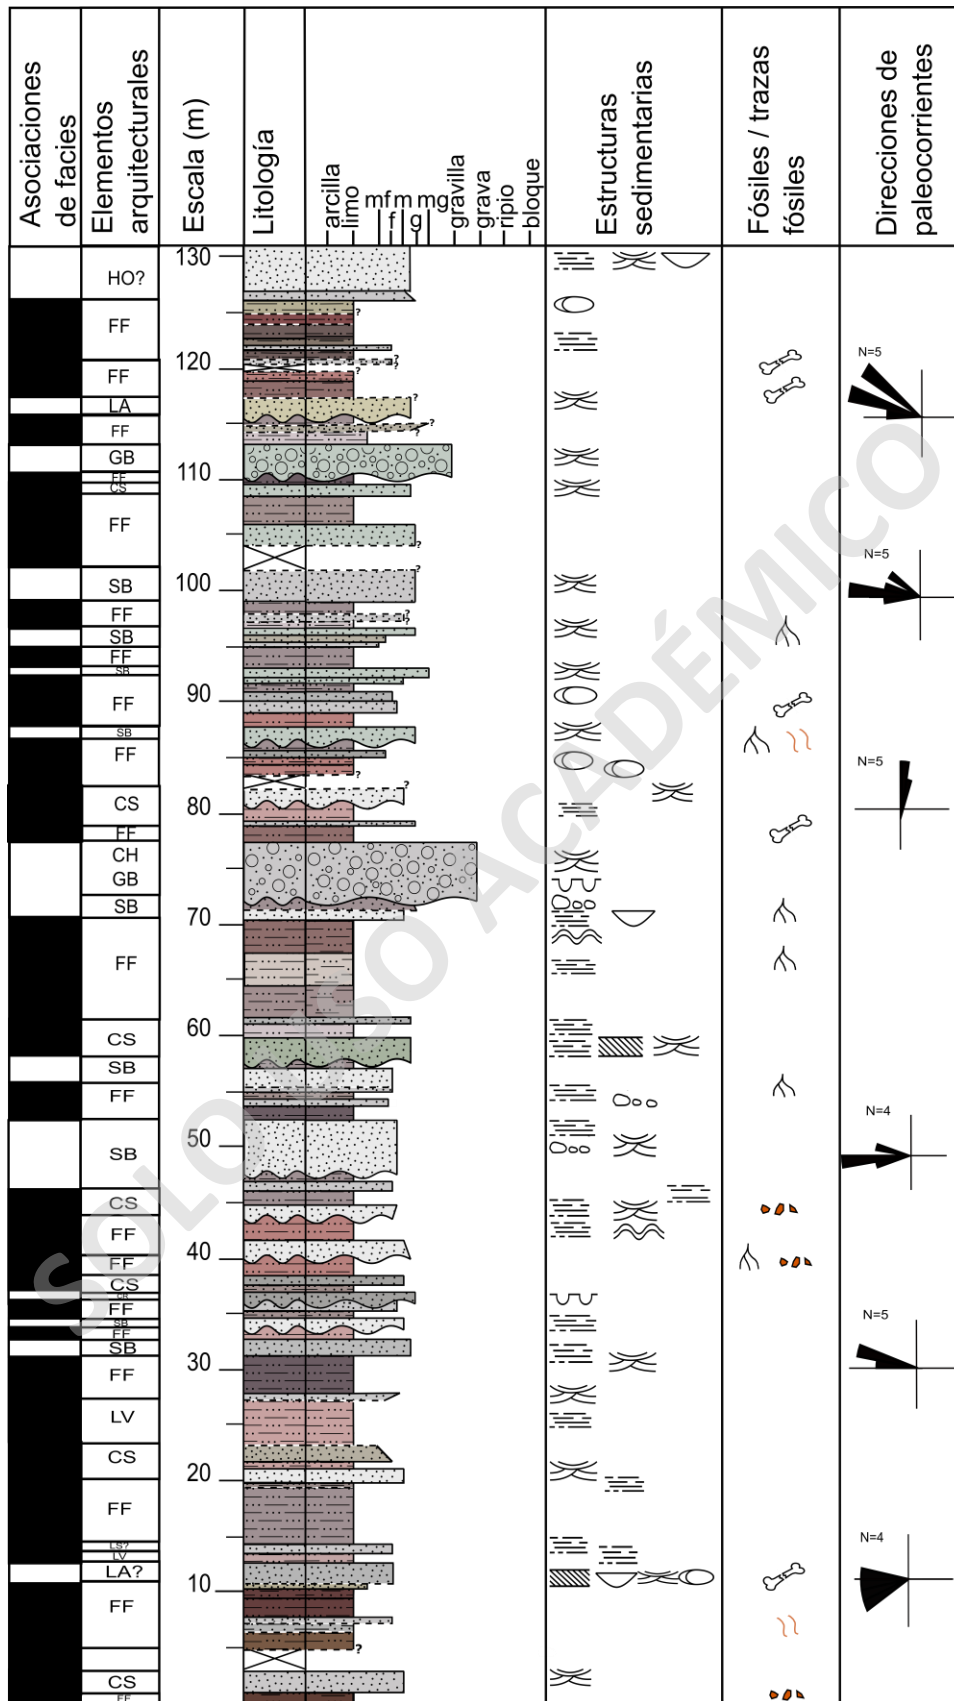 Asociaciones
de facies
Elementos
arquitecturales
Escala (m)
Litología
arcilla
limo
mf
f
m
g
mg
gravilla
grava
ripio
bloque
Estructuras
sedimentarias
Fósiles / trazas
fósiles
Direcciones de
paleocorrientes
130
HO?
?
FF
?
?
120
FF
?
N=5
?
LA
?
FF
?
GB
110
FF
CS
FF
?
N=5
?
100
SB
FF
?
SB
FF
SB
90
FF
SB
FF
N=5
?
?
80
CS
FF
CH
GB
SB
70
FF
60
CS
SB
FF
N=4
50
SB
CS
FF
40
FF
CS
CR
FF
SB
FF
N=5
SB
30
FF
LV
CS
20
FF
LS?
LV
N=4
LA?
10
FF
?
CS
FF
SOLO USO ACADÉMICO